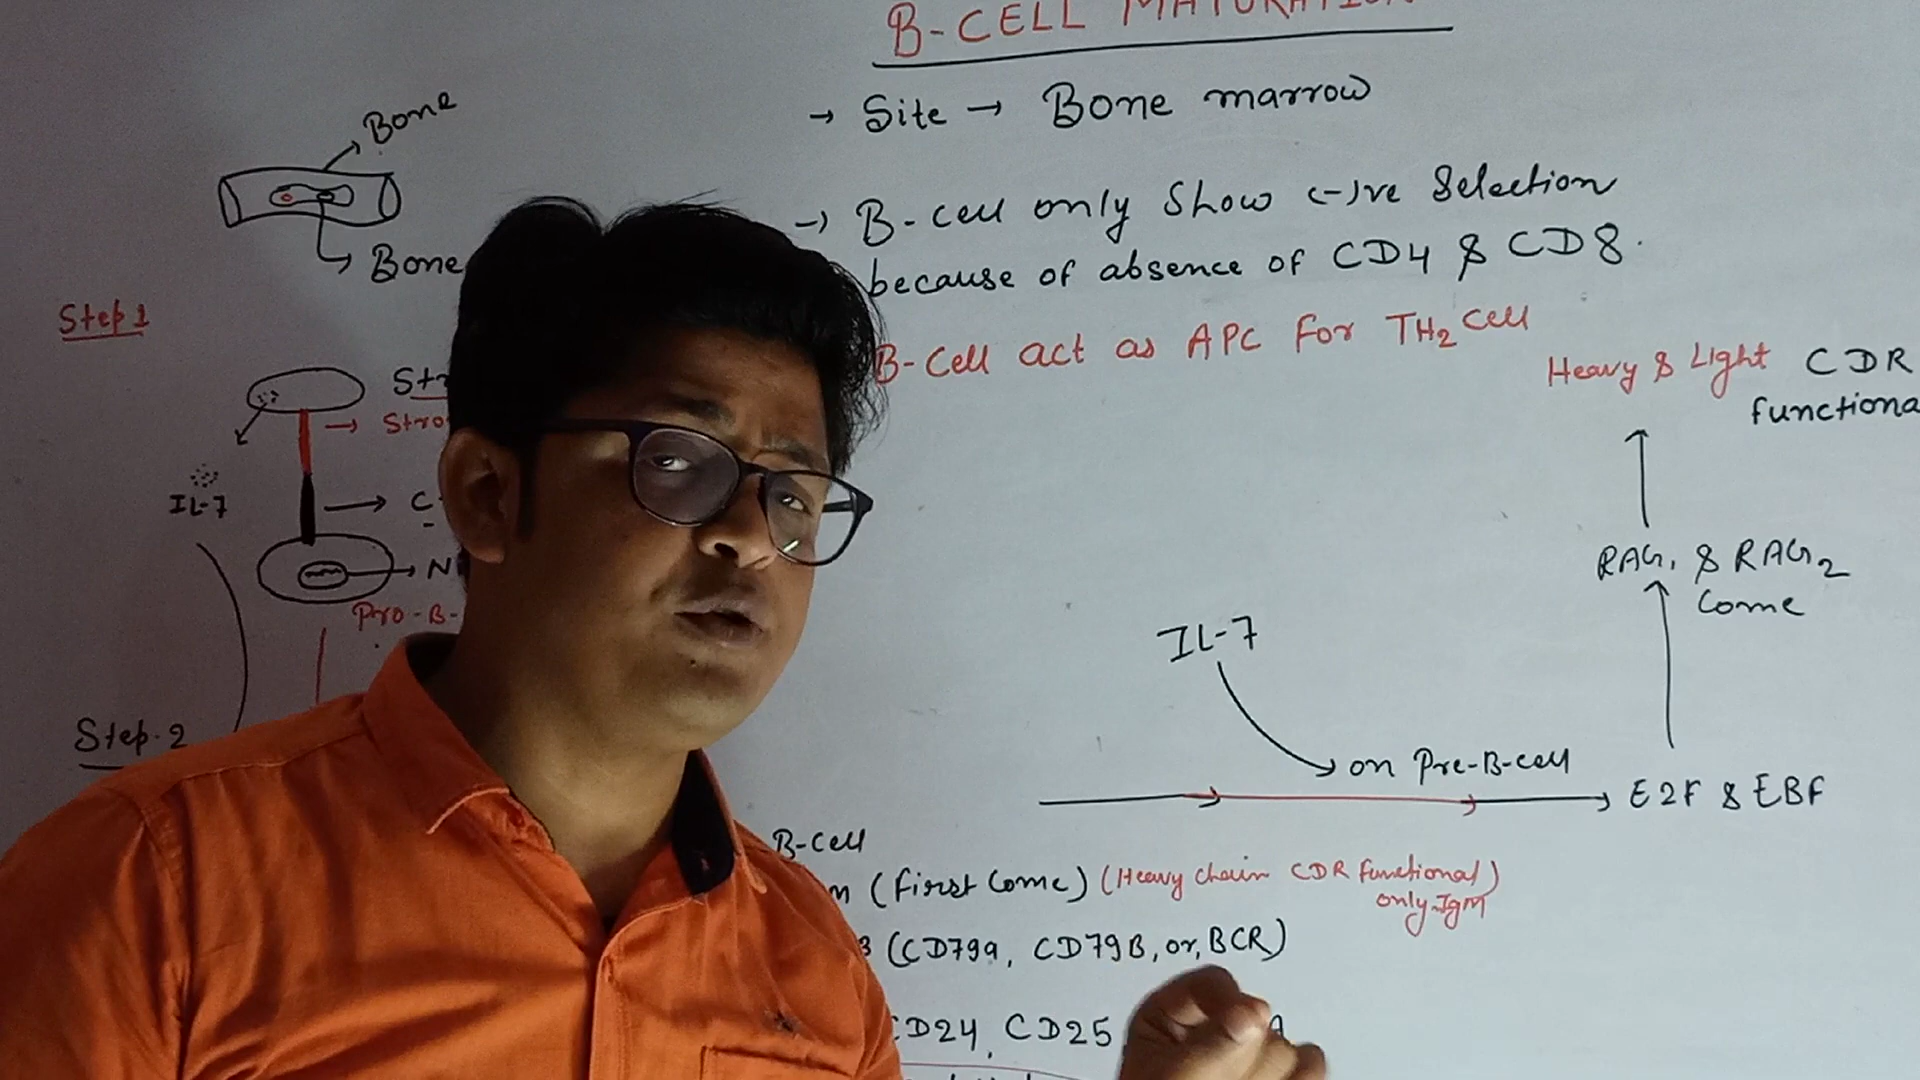 B-CELL MATURATION
→ Site → Bone marrow
Bone
→ B-cell only Show (-)ve Selection
because of absence of CD4 & CD8.
Bone
Step 1
B-Cell act as APC For TH2 Cell
Heavy & Light CDR
functiona
Str
→ Stro
IL-7
→ C
→ N
Pro-B-
RAG1 & RAG2
Come
IL-7
Step-2
on Pre-B-cell
E2F & EBF
B-Cell
(First Come) (Heavy Chain CDR Functional)
only IgM
(CD79a, CD79B, or, BCR)
CD24, CD25